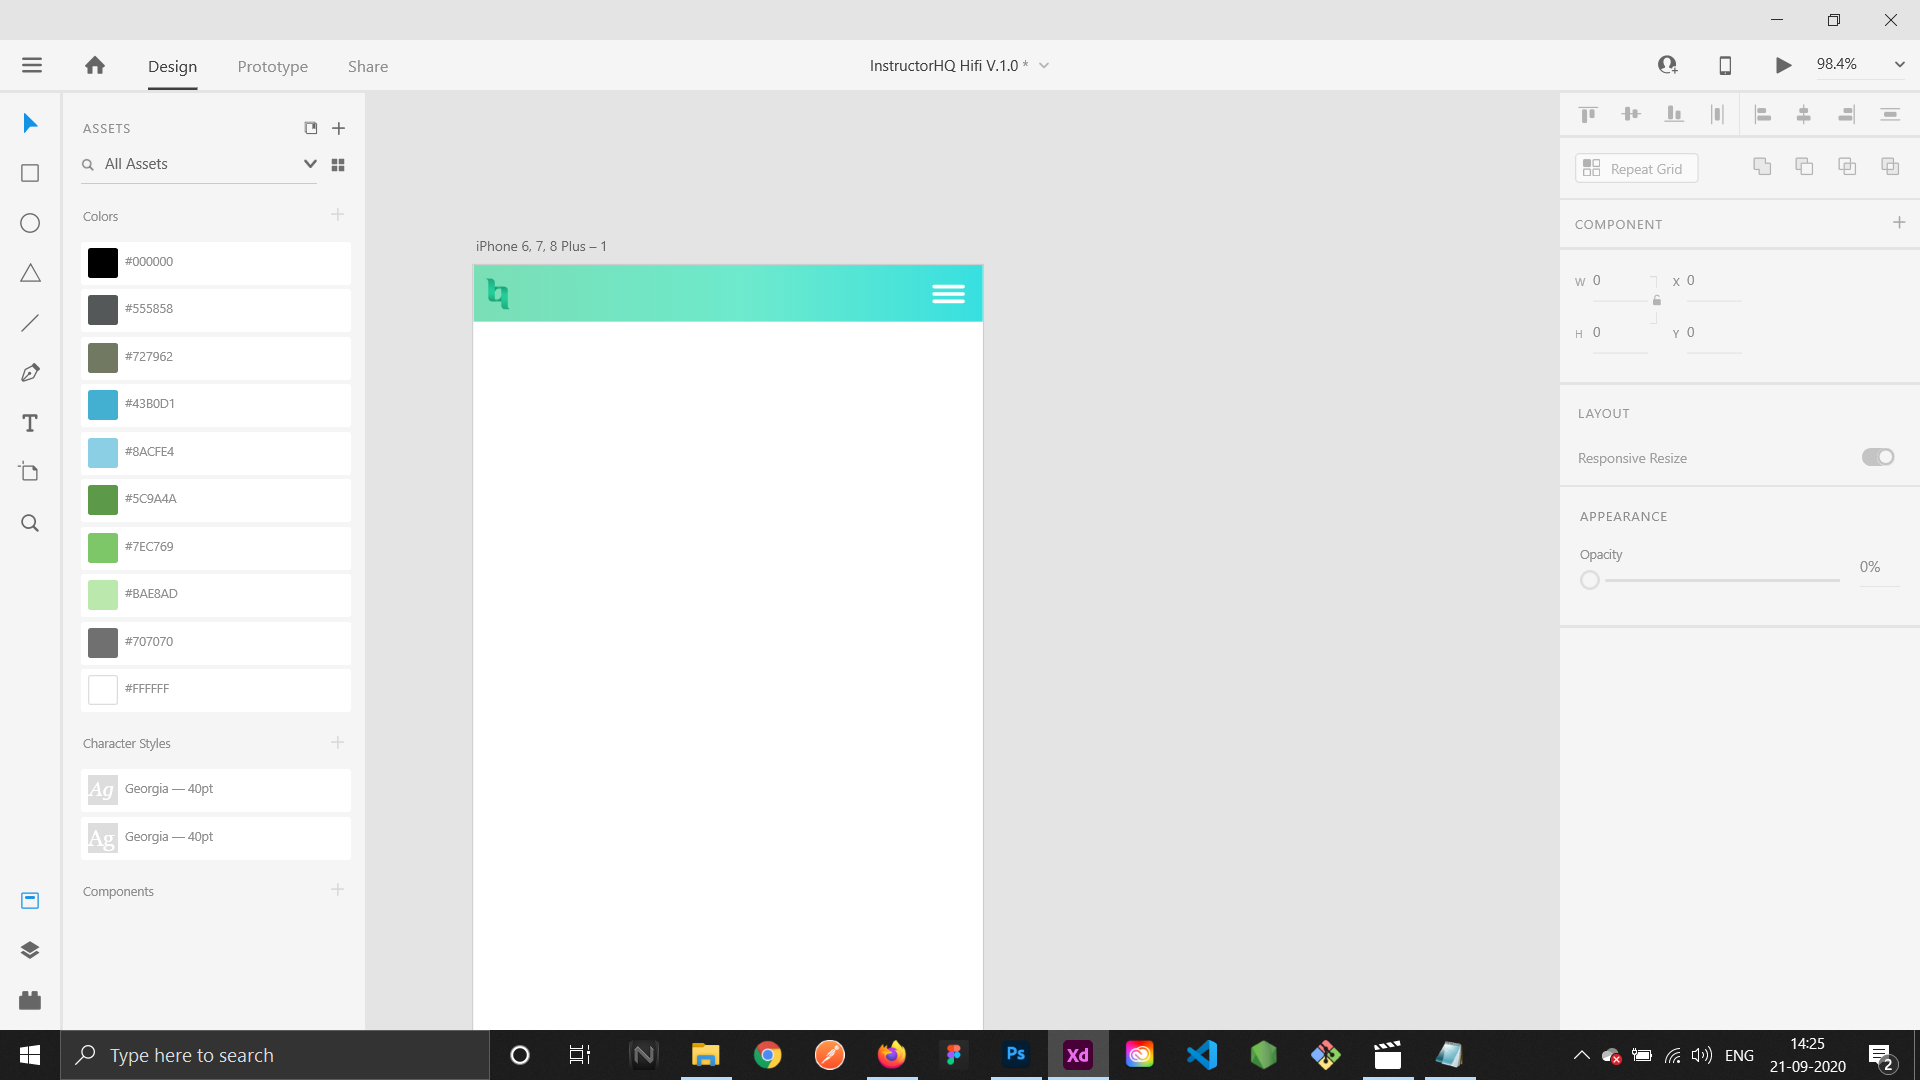 Design
Prototype
Share
InstructorHQ Hifi V.1.0 *
98.4%
ASSETS
All Assets
Colors
#000000
#555858
#727962
#43B0D1
#8ACFE4
#5C9A4A
#7EC769
#BAE8AD
#707070
#FFFFFF
Character Styles
Ag
Georgia — 40pt
Ag
Georgia — 40pt
Components
iPhone 6, 7, 8 Plus – 1
Repeat Grid
COMPONENT
W 0
X 0
H 0
Y 0
LAYOUT
Responsive Resize
APPEARANCE
Opacity
0%
Type here to search
N
Ps
Xd
ENG
14:25
21-09-2020
2